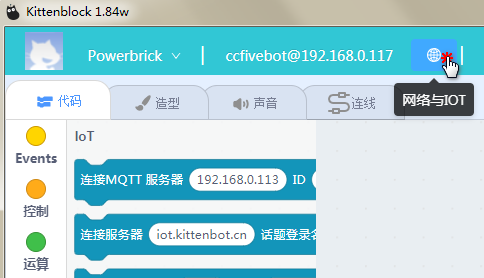 Kittenblock 1.84w
Powerbrick ccfivebot@192.168.0.117
网络与IOT
代码 造型 声音 连线
IoT
Events
连接MQTT 服务器 192.168.0.113 ID
控制
连接服务器 iot.kittenbot.cn 话题登录名
运算